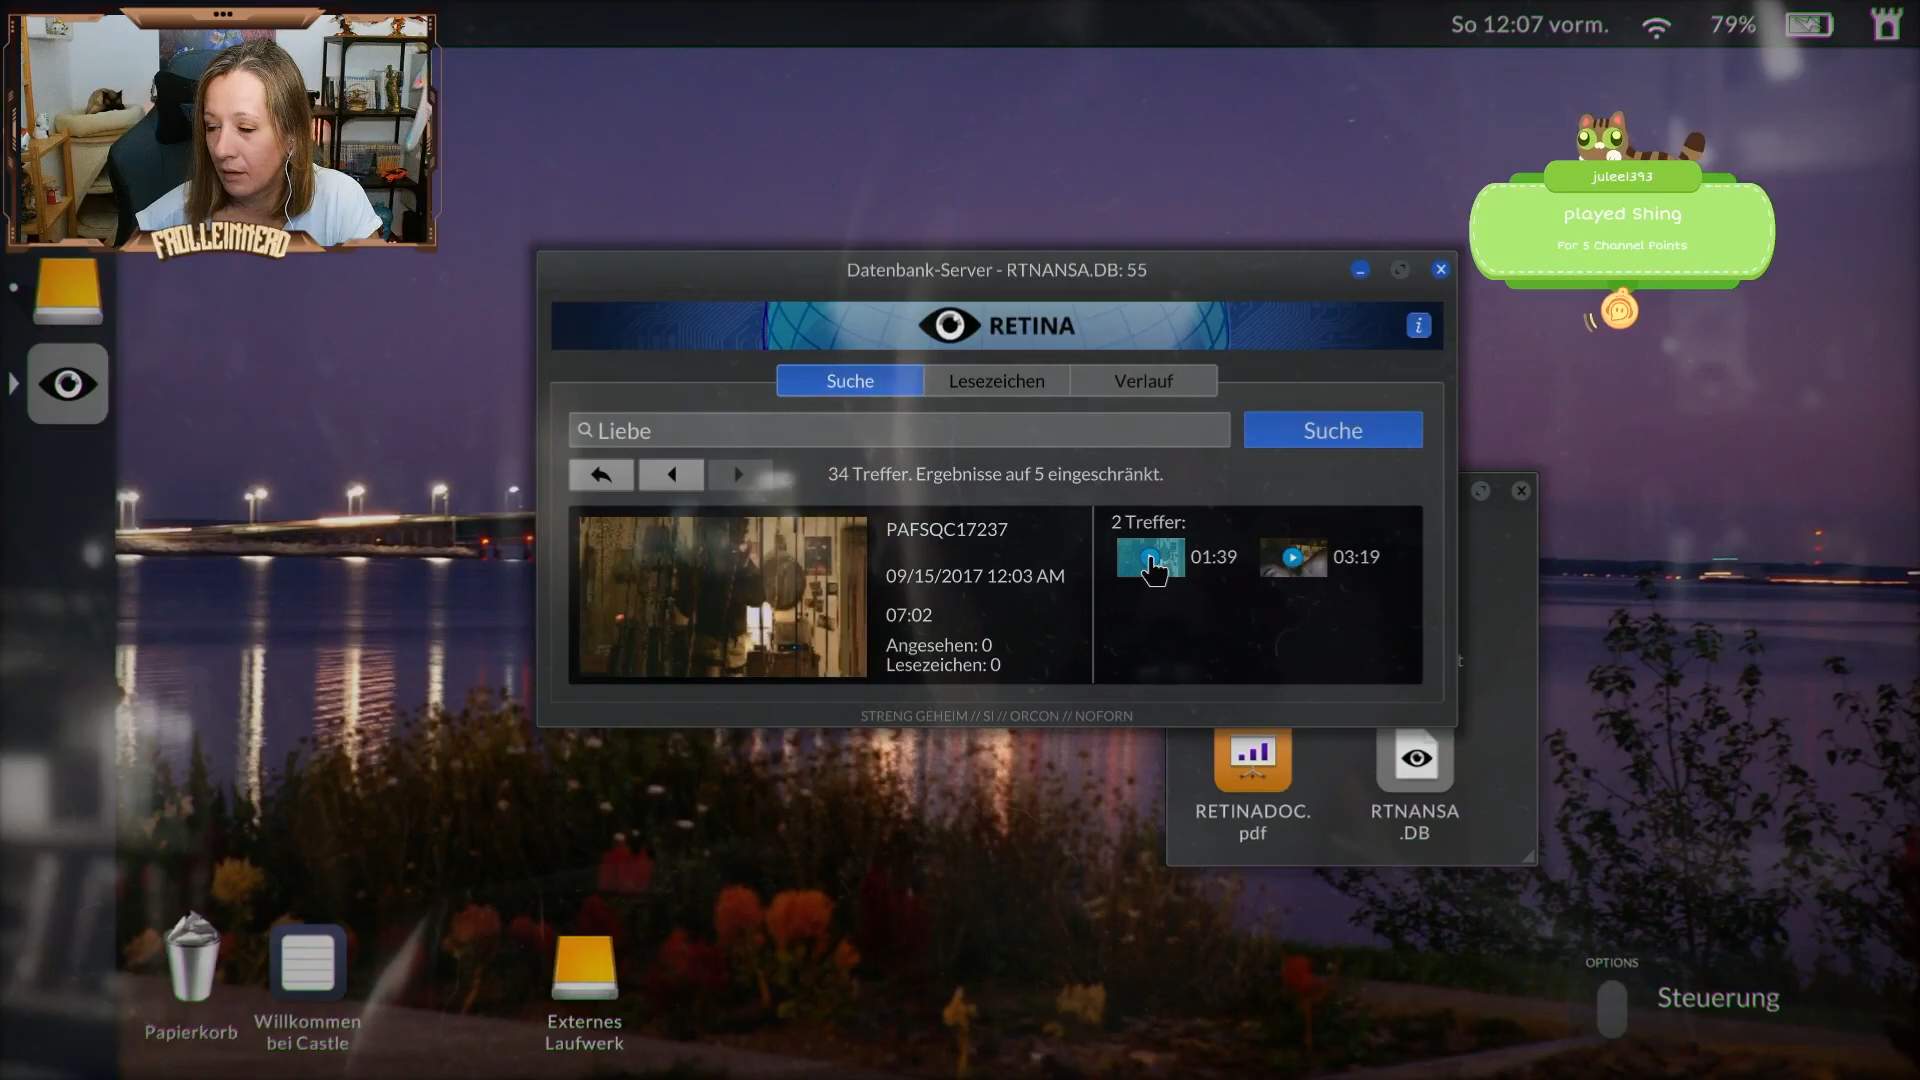 So 12:07 vorm.
79%
FROLLEINNERD
julee1393
played Shing
For 5 Channel Points
Datenbank-Server - RTNANSA.DB: 55
RETINA
i
Suche
Lesezeichen
Verlauf
Liebe
Suche
34 Treffer. Ergebnisse auf 5 eingeschränkt.
PAFSQC17237
09/15/2017 12:03 AM
07:02
Angesehen: 0
Lesezeichen: 0
2 Treffer:
01:39
03:19
STRENG GEHEIM // SI // ORCON // NOFORN
t
RETINADOC.
pdf
RTNANSA
.DB
Papierkorb
Willkommen
bei Castle
Externes
Laufwerk
OPTIONS
Steuerung